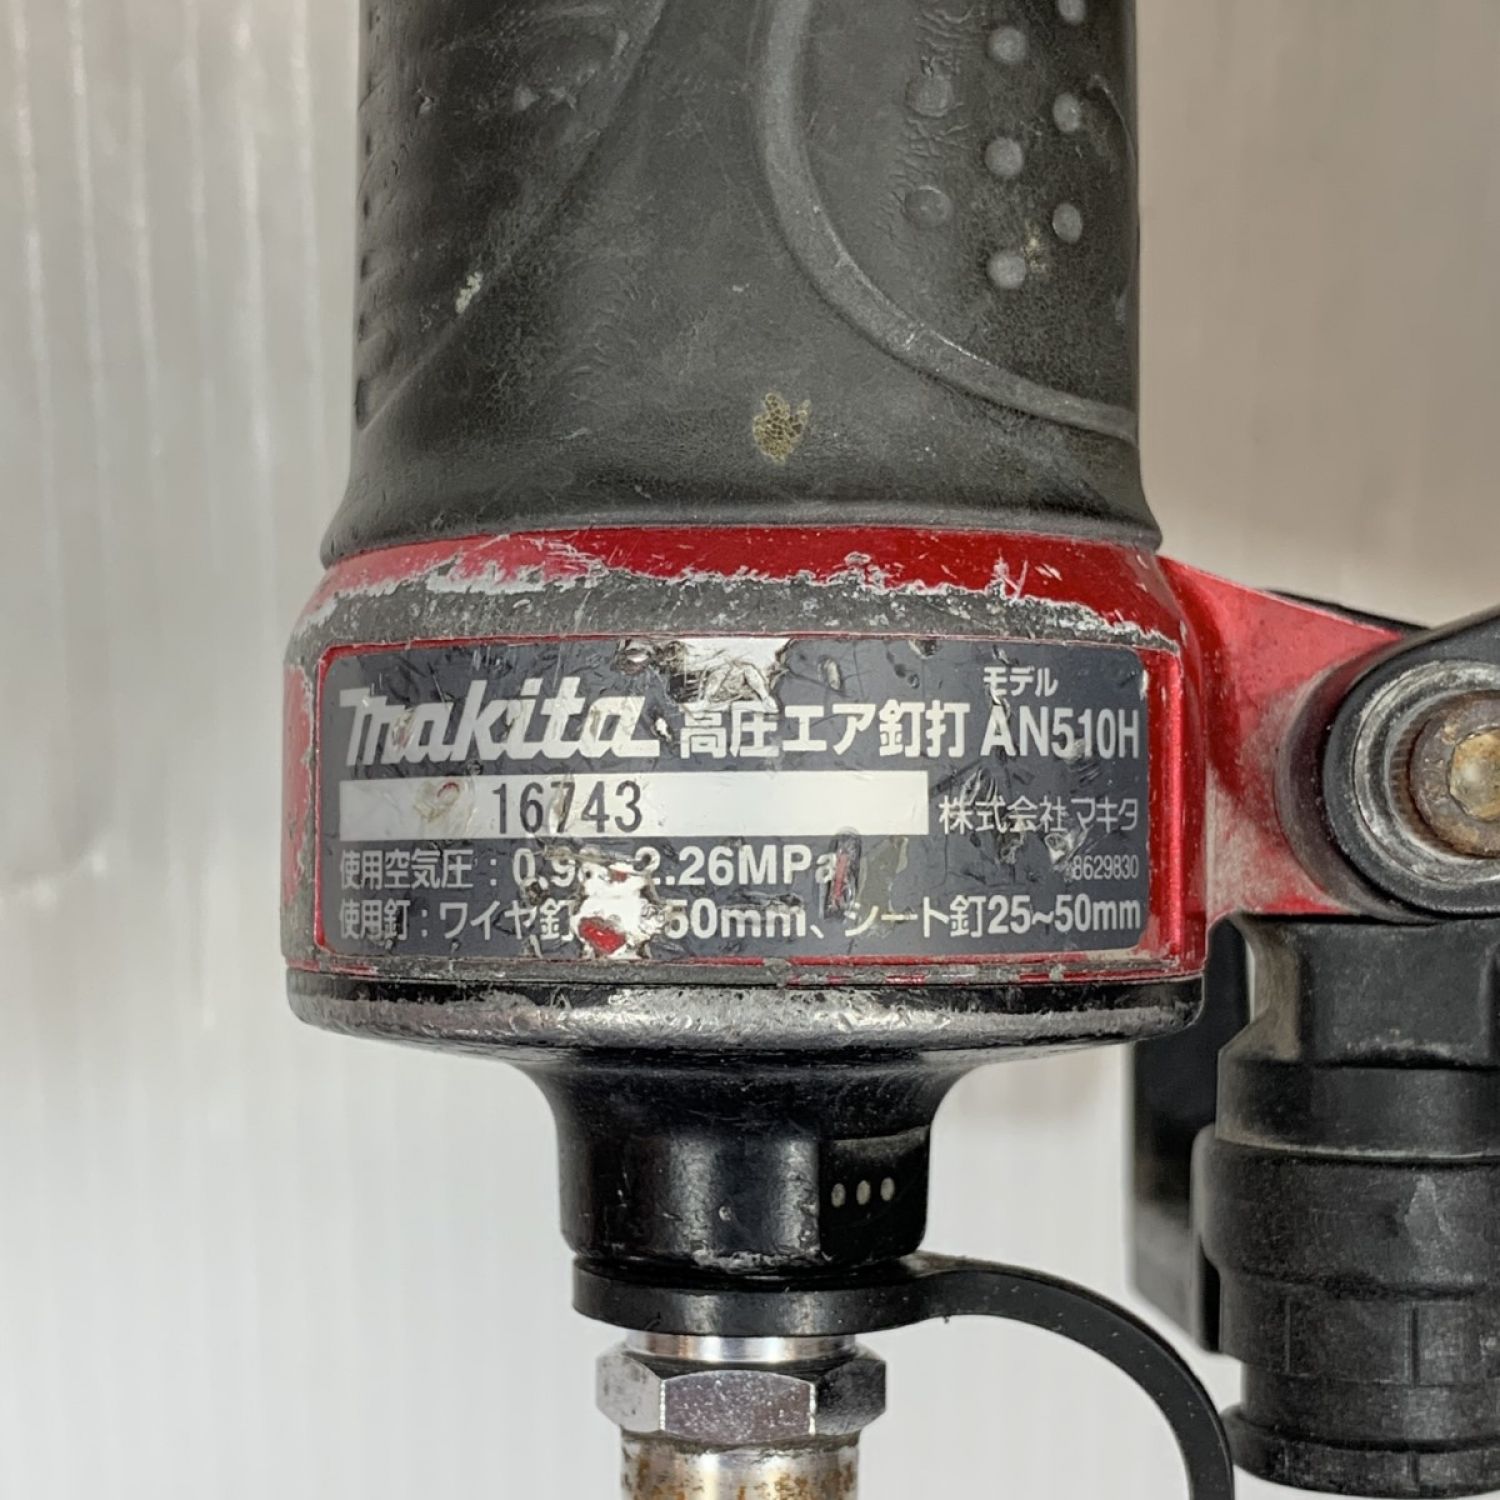 makita 高圧エア釘打 モデル AN510H
16743 株式会社マキタ
使用空気圧：0.9 2.26MPa 8629830
使用釘：ワイヤ釘 50mm、シート釘25~50mm